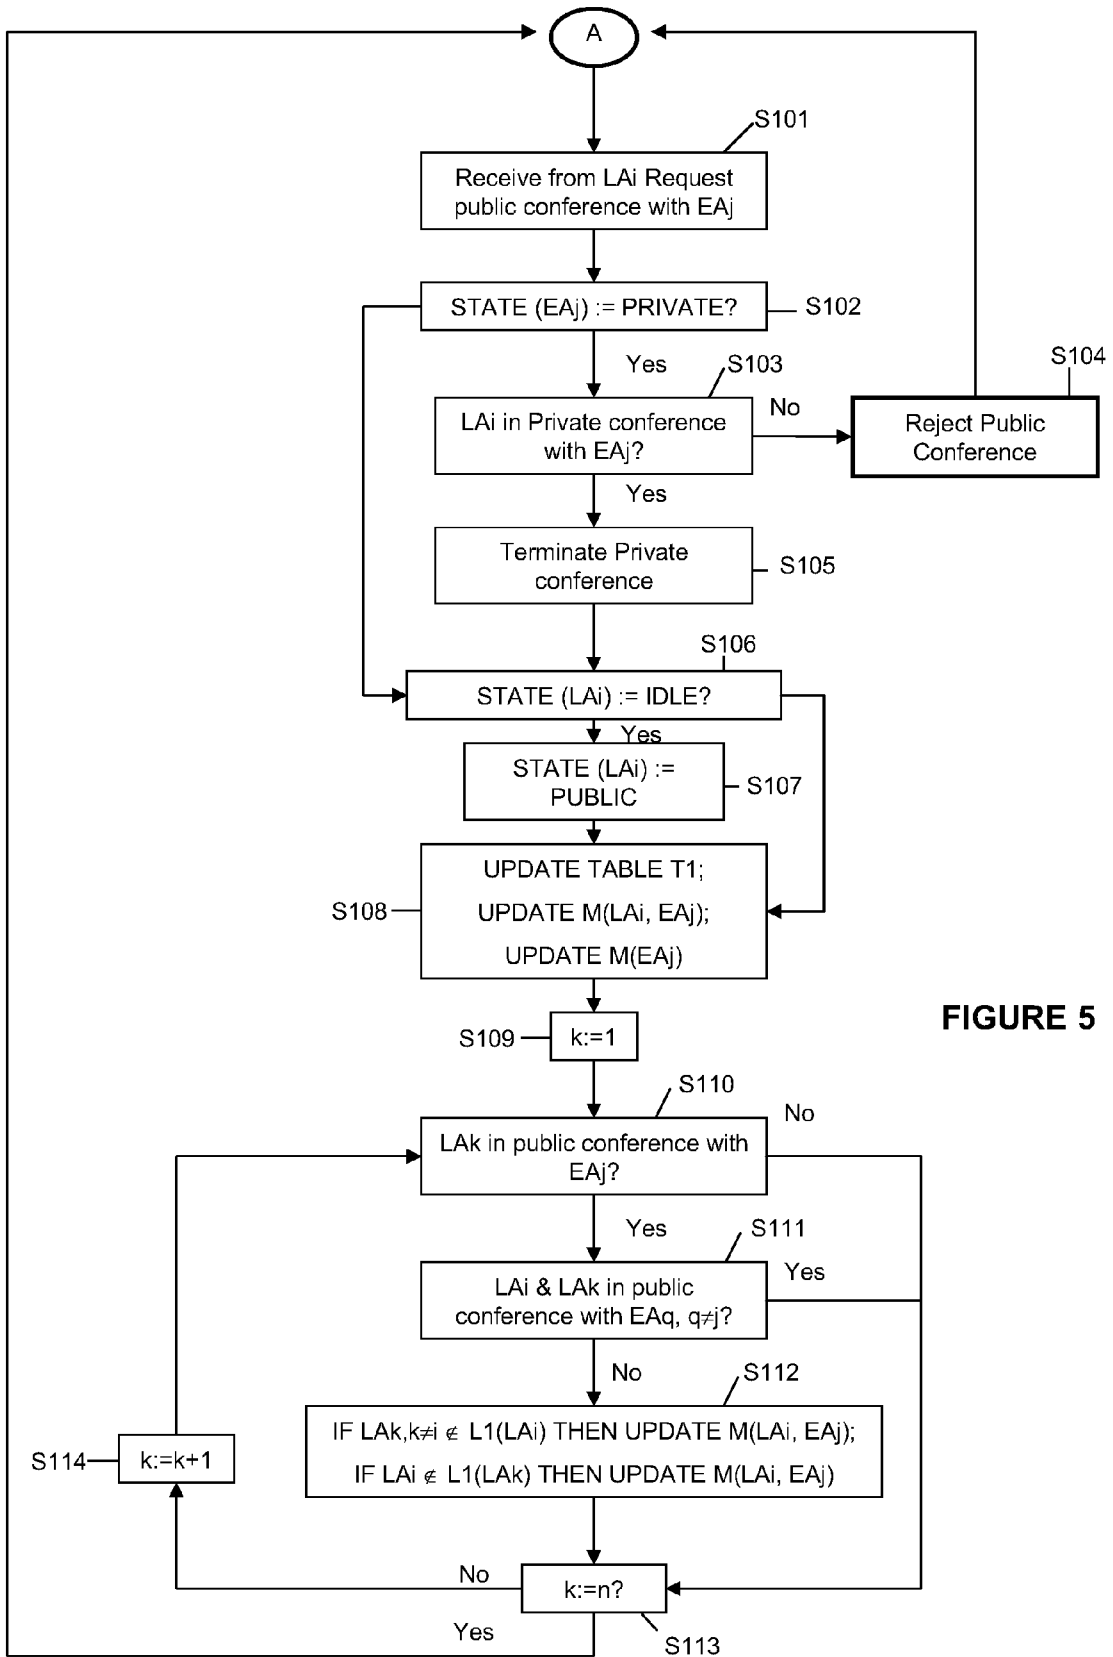 A
S101
Receive from LAi Request
public conference with EAj
STATE (EAj) := PRIVATE?
S102
Yes
S103
S104
LAi in Private conference
with EAj?
No
Reject Public
Conference
Yes
Terminate Private
conference
S105
S106
STATE (LAi) := IDLE?
Yes
STATE (LAi) :=
PUBLIC
S107
UPDATE TABLE T1;
UPDATE M(LAi, EAj);
UPDATE M(EAj)
S108
FIGURE 5
S109
k:=1
S110
No
LAk in public conference with
EAj?
Yes
S111
Yes
LAi & LAk in public
conference with EAq, q≠j?
No
S112
IF LAk,k≠i ∉ L1(LAi) THEN UPDATE M(LAi, EAj);
IF LAi ∉ L1(LAk) THEN UPDATE M(LAi, EAj)
S114
k:=k+1
No
k:=n?
Yes
S113